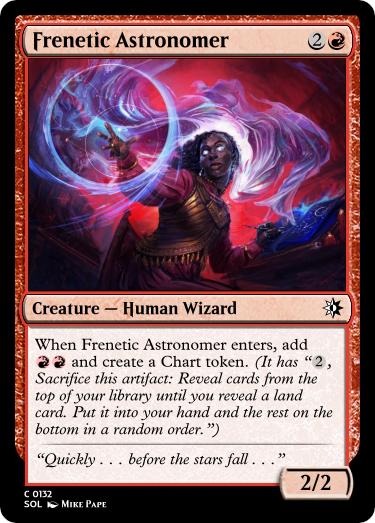 Frenetic Astronomer 2
Creature — Human Wizard
When Frenetic Astronomer enters, add
and create a Chart token. (It has “2,
Sacrifice this artifact: Reveal cards from the
top of your library until you reveal a land
card. Put it into your hand and the rest on the
bottom in a random order.”)
“Quickly . . . before the stars fall . . .”
2/2
C 0132
SOL Mike Pape